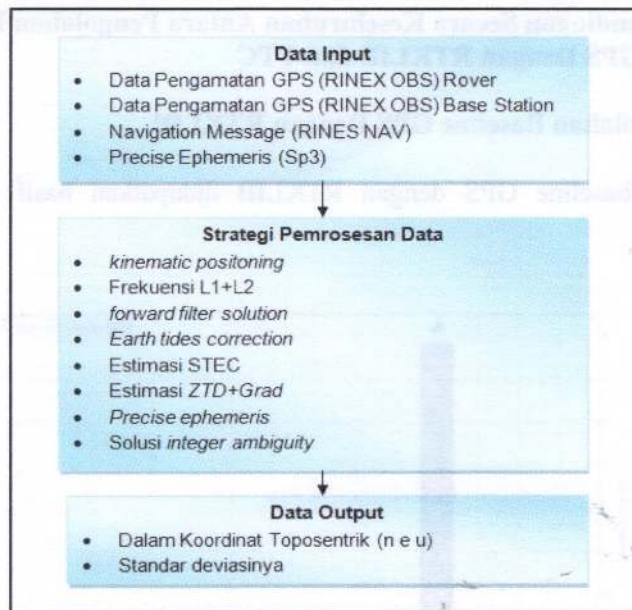 Data Input
• Data Pengamatan GPS (RINEX OBS) Rover
• Data Pengamatan GPS (RINEX OBS) Base Station
• Navigation Message (RINES NAV)
• Precise Ephemeris (Sp3)
Strategi Pemrosesan Data
• kinematic positoning
• Frekuensi L1+L2
• forward filter solution
• Earth tides correction
• Estimasi STEC
• Estimasi ZTD+Grad
• Precise ephemeris
• Solusi integer ambiguity
Data Output
• Dalam Koordinat Toposentrik (n e u)
• Standar deviasinya